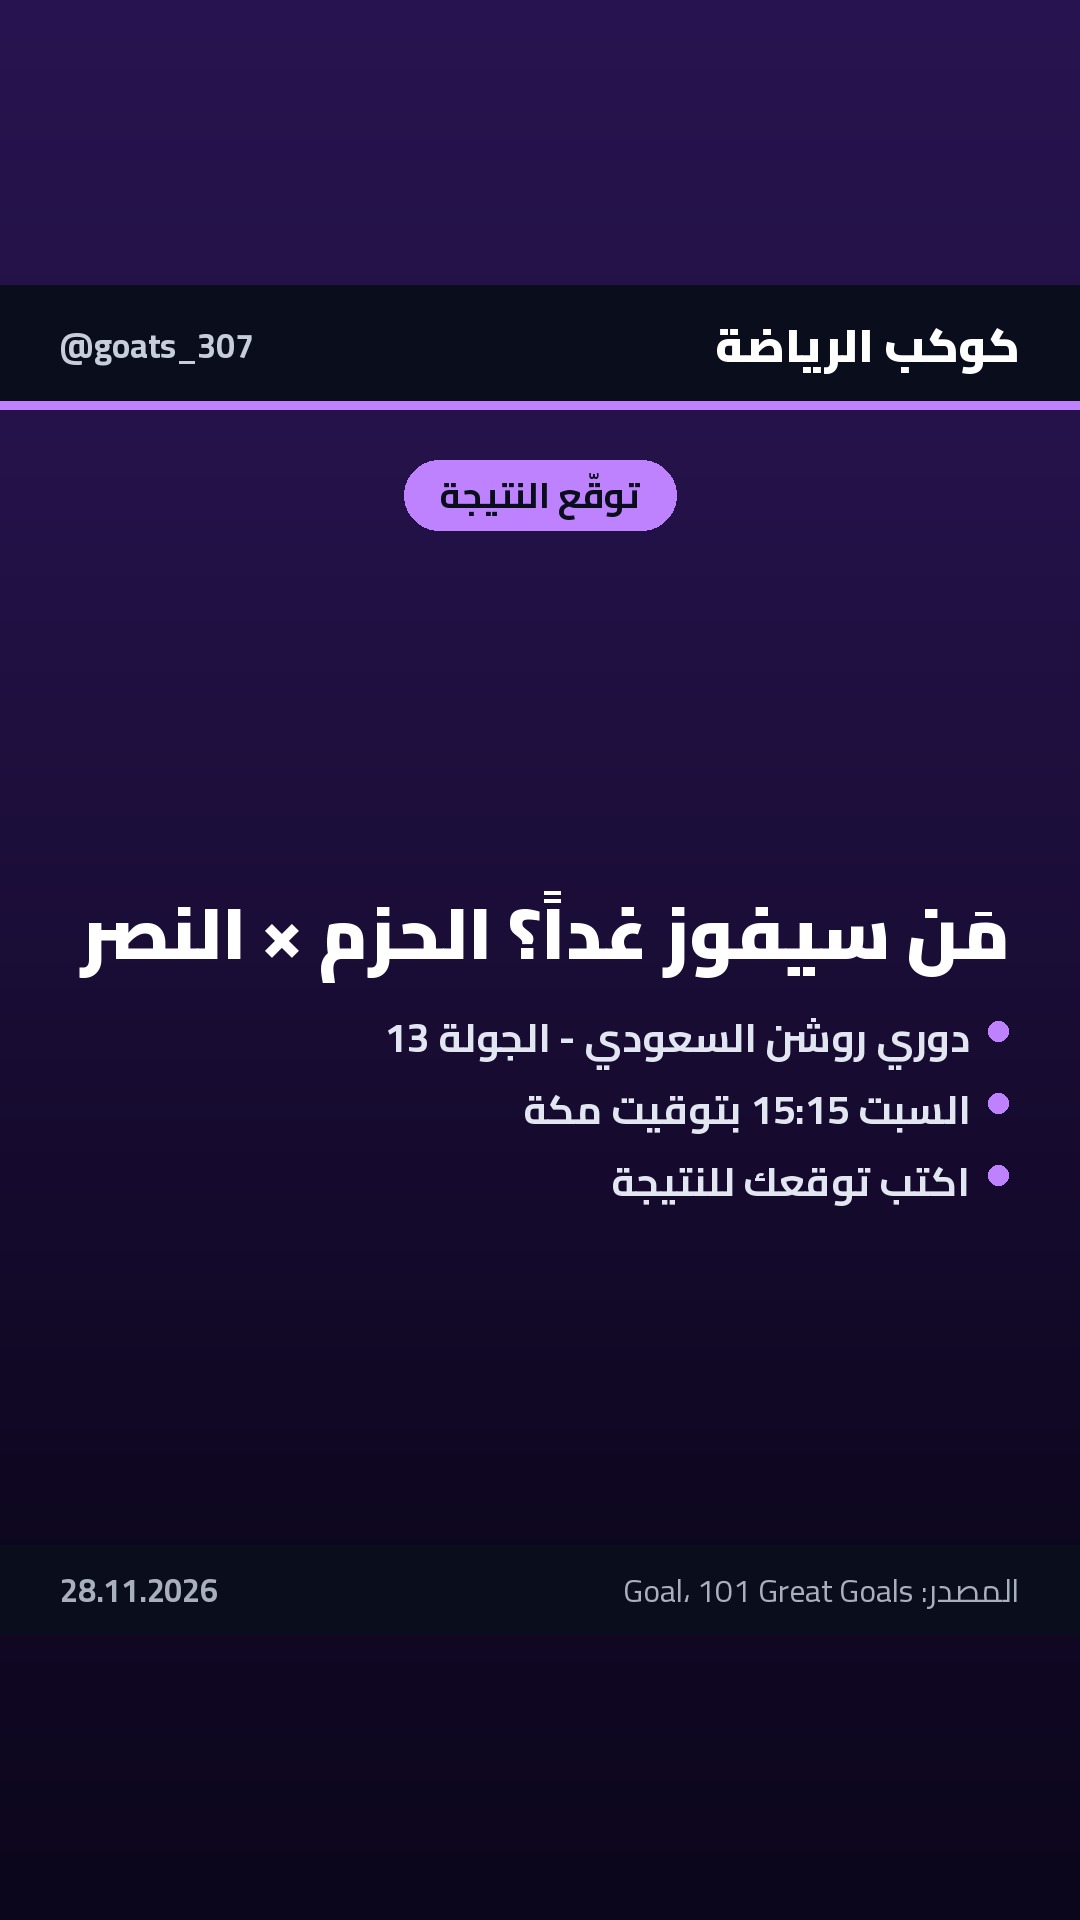 كوكب الرياضة
@goats_307
توقّع النتيجة
مَن سيفوز غداً؟ الحزم × النصر
دوري روشن السعودي - الجولة 13
السبت 15:15 بتوقيت مكة
اكتب توقعك للنتيجة
المصدر: Goal، 101 Great Goals
28.11.2026